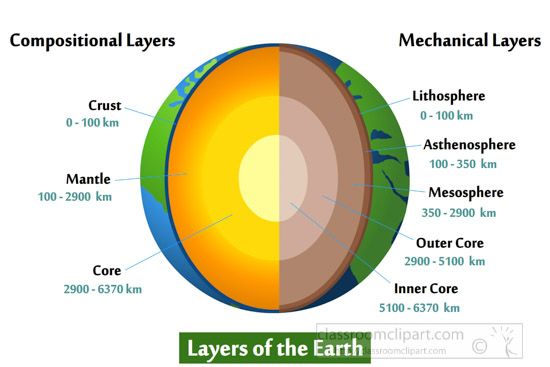 Compositional Layers
Crust
0 - 100 km
Mantle
100 - 2900 km
Core
2900 - 6370 km
Mechanical Layers
Lithosphere
0 - 100 km
Asthenosphere
100 - 350 km
Mesosphere
350 - 2900 km
Outer Core
2900 - 5100 km
Inner Core
5100 - 6370 km
Layers of the Earth
classroomclipart.com
classroomclipart.com